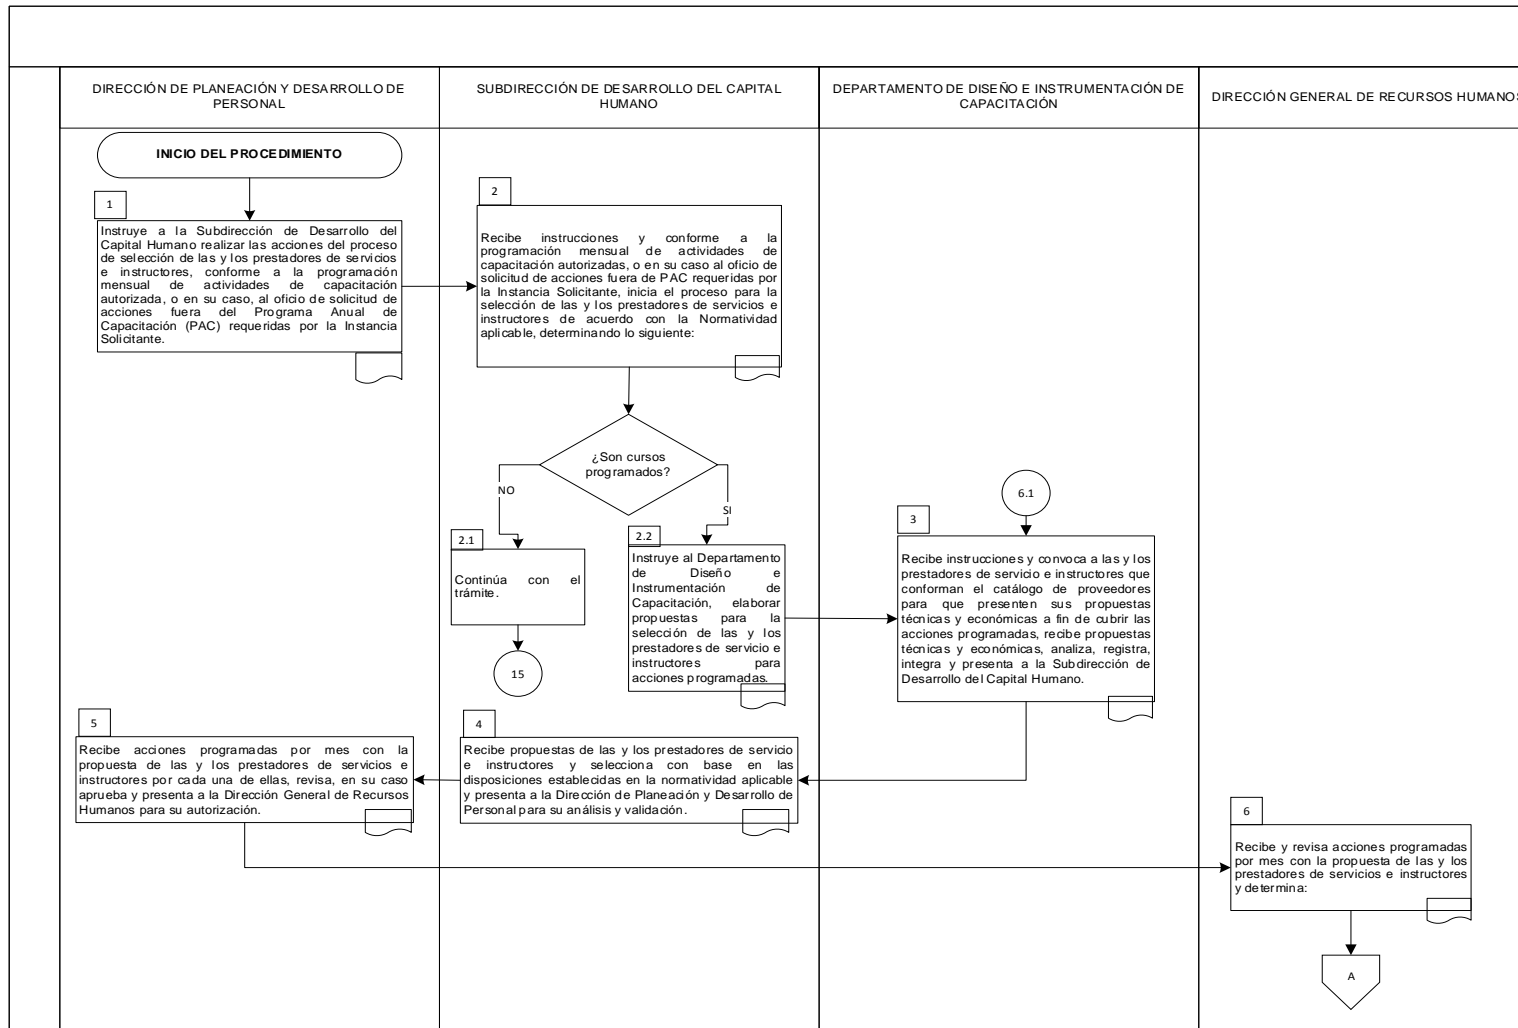 DIRECCIÓN DE PLANEACIÓN Y DESARROLLO DE
PERSONAL
SUBDIRECCIÓN DE DESARROLLO DEL CAPITAL
HUMANO
DEPARTAMENTO DE DISEÑO E INSTRUMENTACIÓN DE
CAPACITACIÓN
DIRECCIÓN GENERAL DE RECURSOS HUMANOS
INICIO DEL PROCEDIMIENTO
1
Instruye a la Subdirección de Desarrollo del
Capital Humano realizar las acciones del proceso
de selección de las y los prestadores de servicios
e instructores, conforme a la programación
mensual de actividades de capacitación
autorizada, o en su caso, al oficio de solicitud de
acciones fuera del Programa Anual de
Capacitación (PAC) requeridas por la Instancia
Solicitante.
2
Recibe instrucciones y conforme a la
programación mensual de actividades de
capacitación autorizadas, o en su caso al oficio de
solicitud de acciones fuera de PAC requeridas por
la Instancia Solicitante, inicia el proceso para la
selección de las y los prestadores de servicios e
instructores de acuerdo con la Normatividad
aplicable, determinando lo siguiente:
¿Son cursos
programados?
NO
SI
2.1
Continúa con el
trámite.
15
2.2
Instruye al Departamento
de Diseño e
Instrumentación de
Capacitación, elaborar
propuestas para la
selección de las y los
prestadores de servicio e
instructores para
acciones programadas.
6.1
3
Recibe instrucciones y convoca a las y los
prestadores de servicio e instructores que
conforman el catálogo de proveedores
para que presenten sus propuestas
técnicas y económicas a fin de cubrir las
acciones programadas, recibe propuestas
técnicas y económicas, analiza, registra,
integra y presenta a la Subdirección de
Desarrollo del Capital Humano.
4
Recibe propuestas de las y los prestadores de servicio
e instructores y selecciona con base en las
disposiciones establecidas en la normatividad aplicable
y presenta a la Dirección de Planeación y Desarrollo de
Personal para su análisis y validación.
5
Recibe acciones programadas por mes con la
propuesta de las y los prestadores de servicios e
instructores por cada una de ellas, revisa, en su caso
aprueba y presenta a la Dirección General de Recursos
Humanos para su autorización.
6
Recibe y revisa acciones programadas
por mes con la propuesta de las y los
prestadores de servicios e instructores
y determina:
A